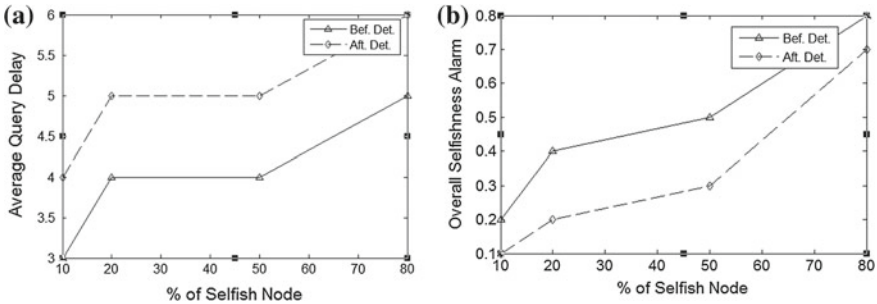 (a)
Average Query Delay
6
5.5
5
4.5
4
3.5
3
10 20 30 40 50 60 70 80
% of Selfish Node
Bef. Det.
Aft. Det.
(b)
Overall Selfishness Alarm
0.8
0.7
0.6
0.5
0.4
0.3
0.2
0.1
10 20 30 40 50 60 70 80
% of Selfish Node
Bef. Det.
Aft. Det.